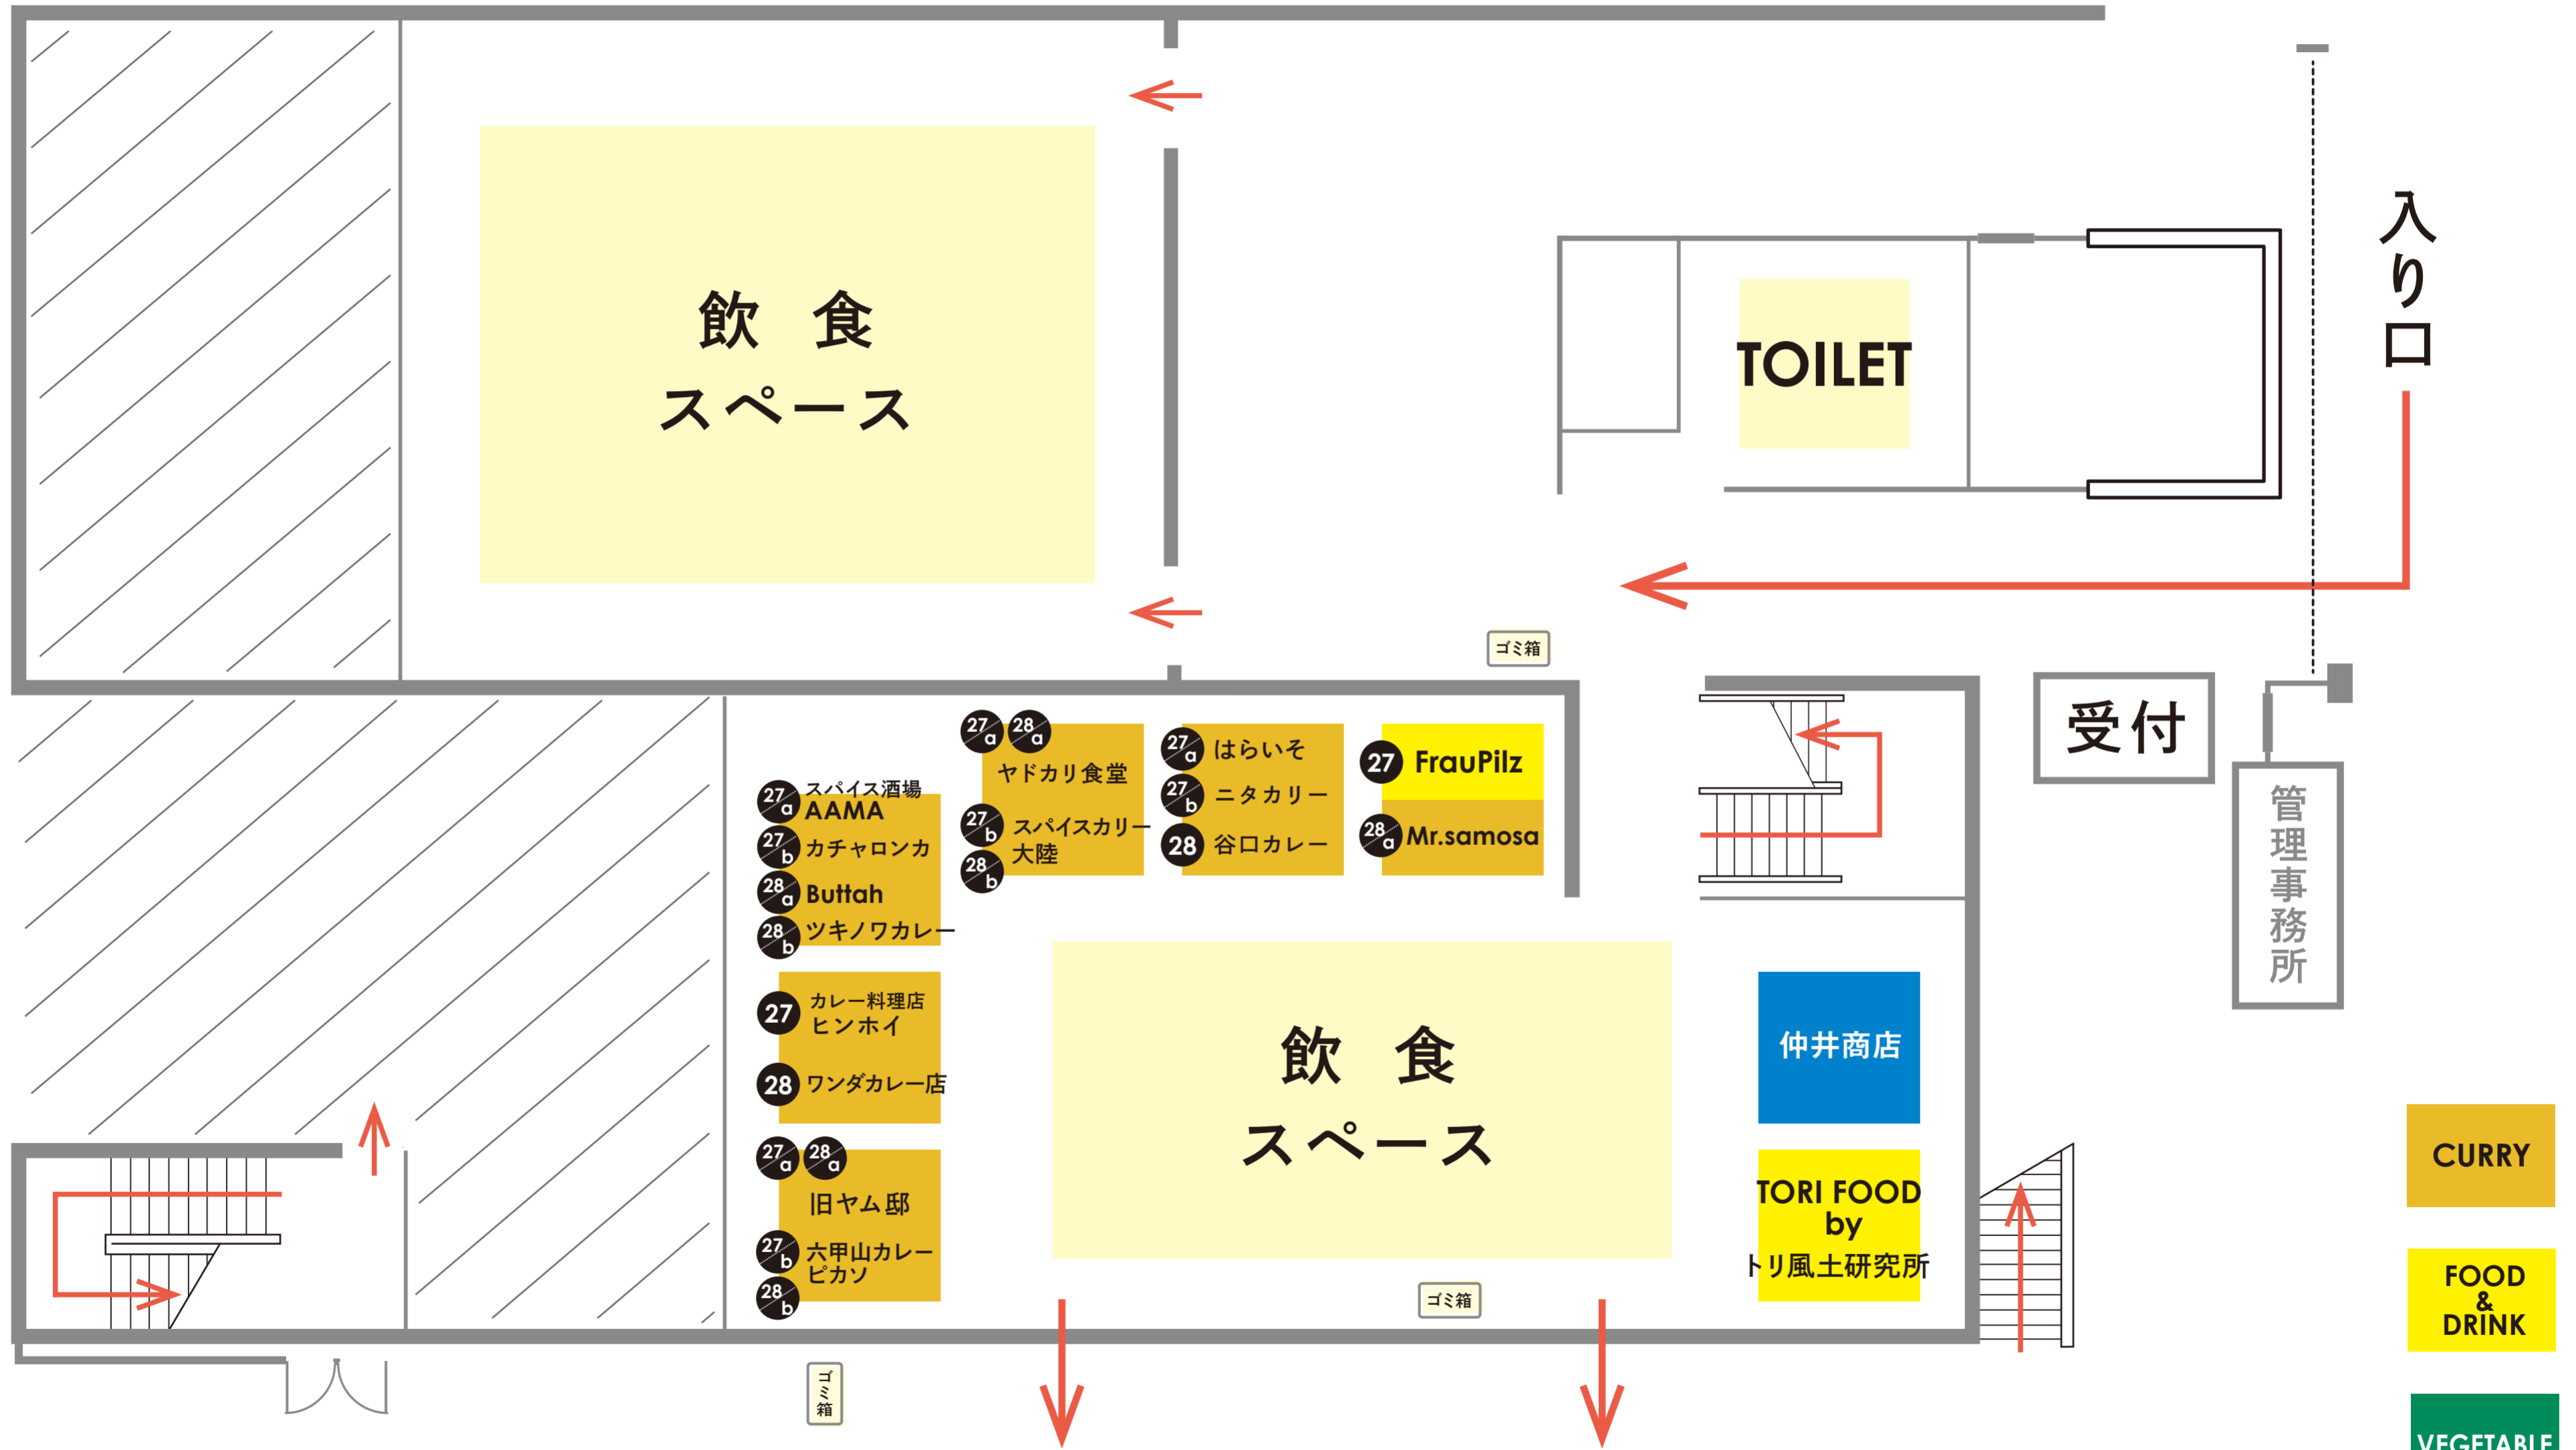 入り口
飲食
スペース
TOILET
ゴミ箱
受付
管理事務所
27a 28a
ヤドカリ食堂
27b スパイスカリー
28b 大陸
27a はらいそ
27b ニタカリー
28 谷口カレー
27 FrauPilz
28a Mr.samosa
27a スパイス酒場
AAMA
27b カチャロンカ
28a Buttah
28b ツキノワカレー
27 カレー料理店
ヒンホイ
28 ワンダカレー店
27a 28a
旧ヤム邸
27b 六甲山カレー
28b ピカソ
飲食
スペース
仲井商店
TORI FOOD
by
トリ風土研究所
ゴミ箱
ゴミ箱
CURRY
FOOD
&
DRINK
VEGETABLE